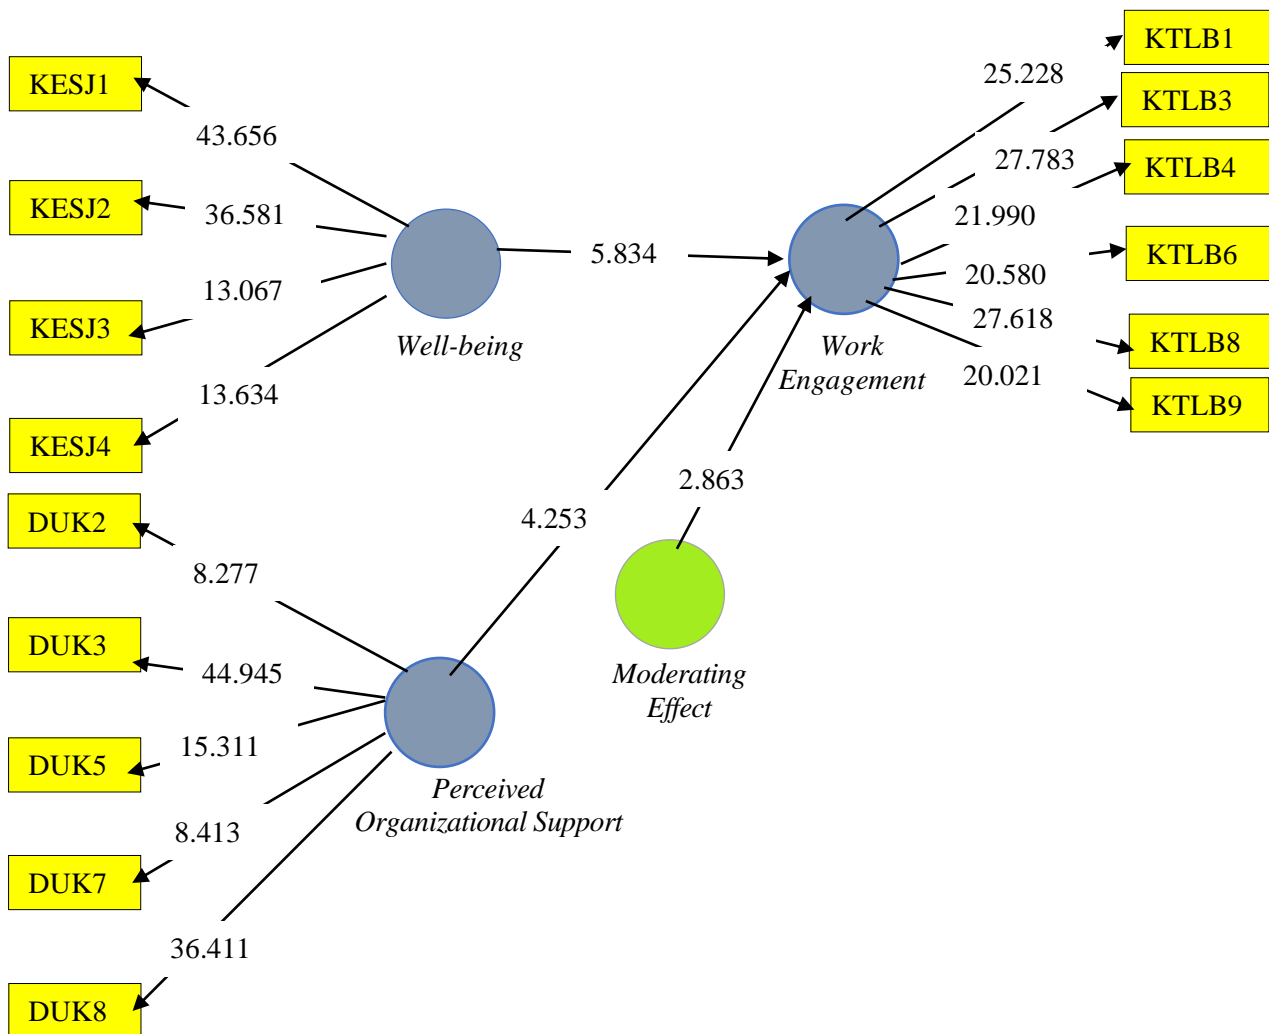 KTLB1
25.228
KESJ1
KTLB3
43.656
27.783
KTLB4
KESJ2
36.581
21.990
5.834
KTLB6
20.580
13.067
KESJ3
27.618
Well-being
Work
Engagement
KTLB8
20.021
13.634
KTLB9
KESJ4
2.863
DUK2
4.253
8.277
DUK3
44.945
Moderating
Effect
15.311
DUK5
Perceived
Organizational Support
8.413
DUK7
36.411
DUK8